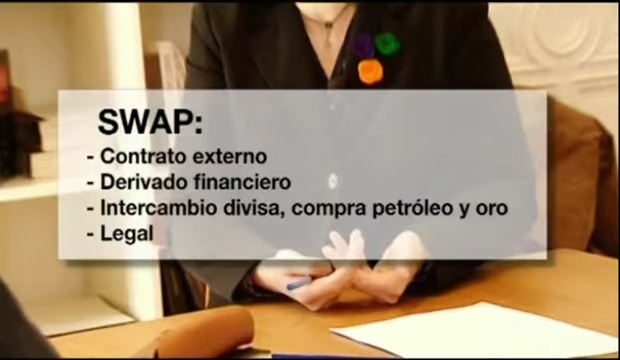 SWAP:
- Contrato externo
- Derivado financiero
- Intercambio divisa, compra petróleo y oro
- Legal